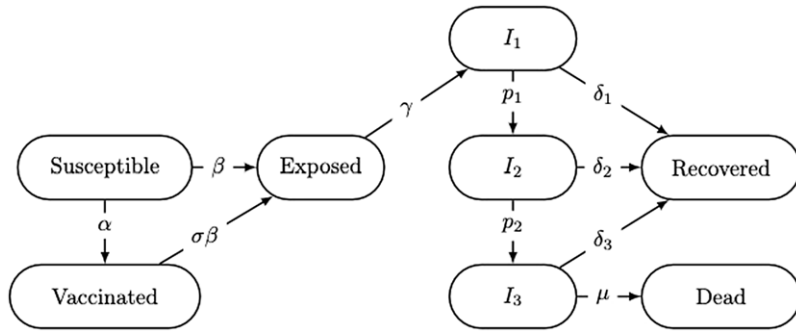 I₁
γ
p₁
δ₁
Susceptible
β
Exposed
I₂
δ₂
Recovered
α
σβ
p₂
δ₃
Vaccinated
I₃
μ
Dead